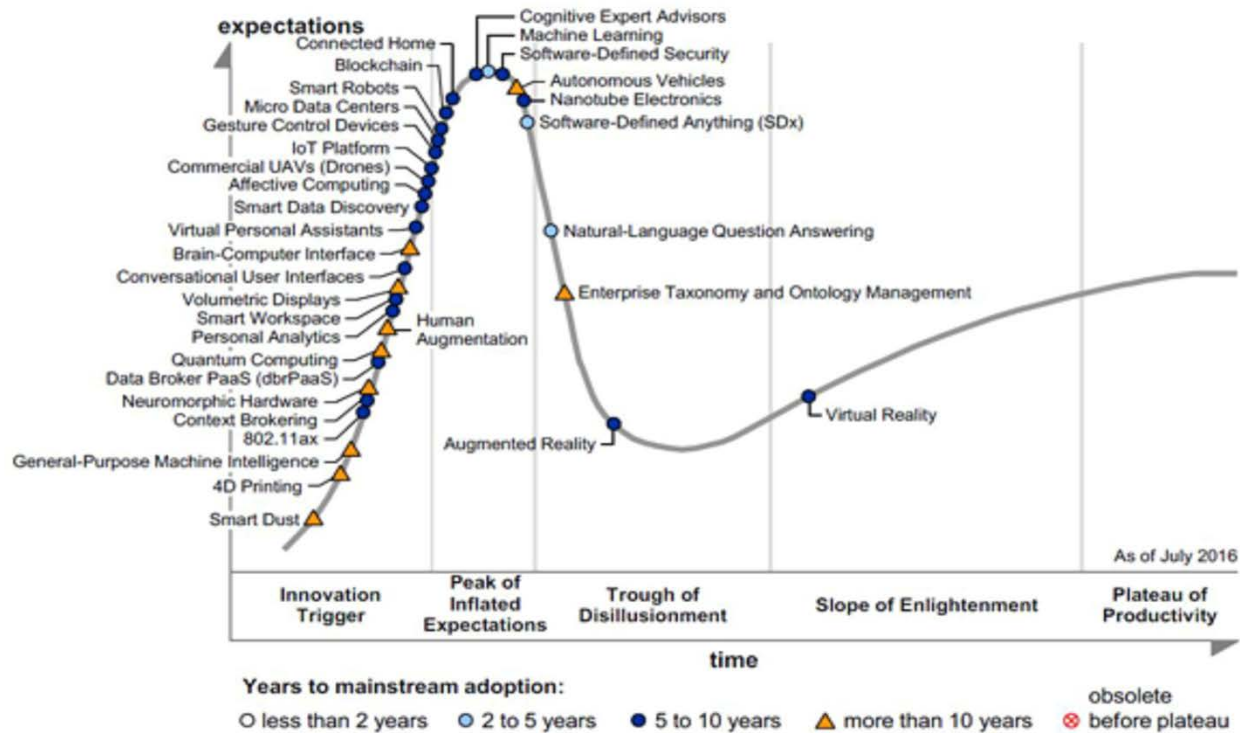 expectations
Cognitive Expert Advisors
Machine Learning
Software-Defined Security
Autonomous Vehicles
Nanotube Electronics
Software-Defined Anything (SDx)
Natural-Language Question Answering
Enterprise Taxonomy and Ontology Management
Connected Home
Blockchain
Smart Robots
Micro Data Centers
Gesture Control Devices
IoT Platform
Commercial UAVs (Drones)
Affective Computing
Smart Data Discovery
Virtual Personal Assistants
Brain-Computer Interface
Conversational User Interfaces
Volumetric Displays
Smart Workspace
Personal Analytics
Human
Augmentation
Quantum Computing
Data Broker PaaS (dbrPaaS)
Neuromorphic Hardware
Context Brokering
802.11ax
General-Purpose Machine Intelligence
4D Printing
Smart Dust
Augmented Reality
Virtual Reality
As of July 2016
Innovation
Trigger
Peak of
Inflated
Expectations
Trough of
Disillusionment
Slope of Enlightenment
Plateau of
Productivity
time
Years to mainstream adoption:
less than 2 years
2 to 5 years
5 to 10 years
more than 10 years
obsolete
before plateau